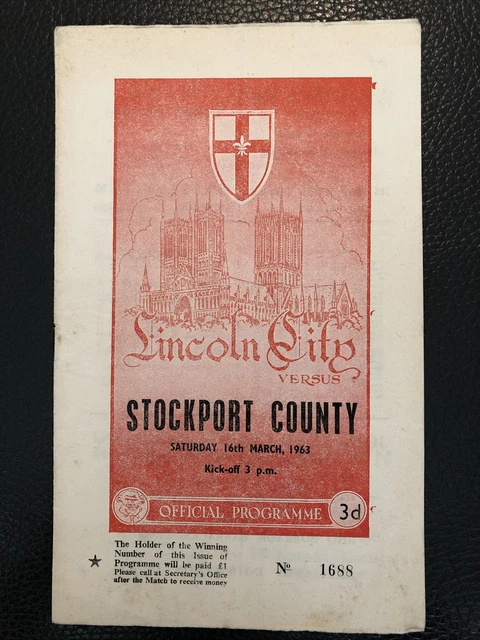 Lincoln City
VERSUS
STOCKPORT COUNTY
SATURDAY 16th MARCH, 1963
Kick-off 3 p.m.
OFFICIAL PROGRAMME 3d
The Holder of the Winning
Number of this Issue of
Programme will be paid £1
Please call at Secretary's Office
after the Match to receive money
No 1688